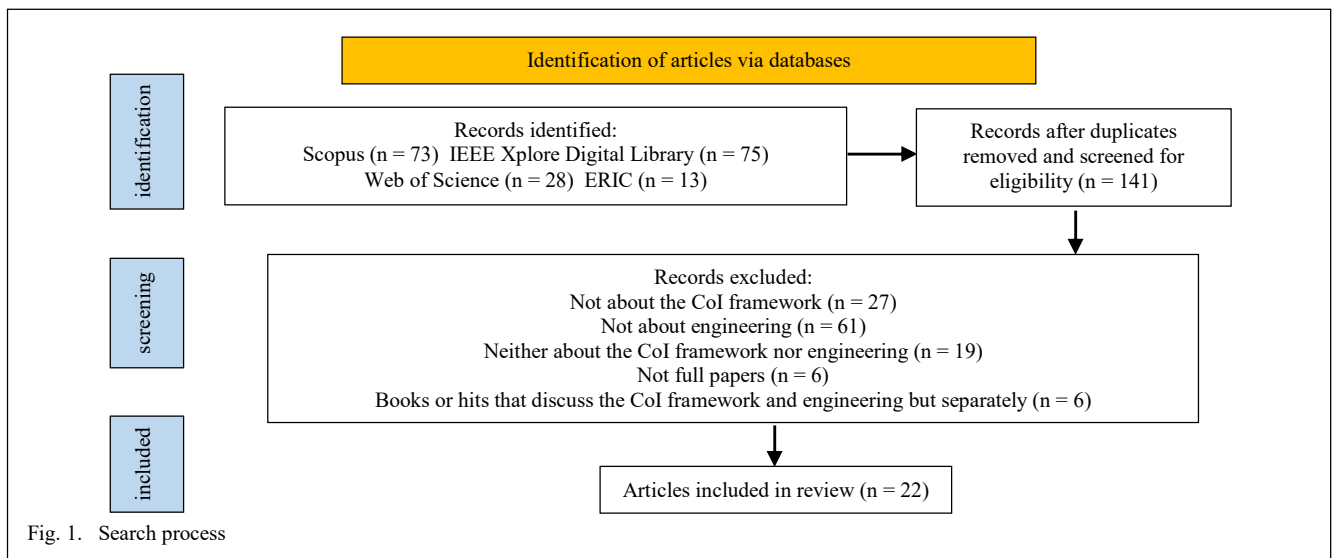 Identification of articles via databases
identification
Records identified:
Scopus (n = 73) IEEE Xplore Digital Library (n = 75)
Web of Science (n = 28) ERIC (n = 13)
Records after duplicates
removed and screened for
eligibility (n = 141)
screening
Records excluded:
Not about the CoI framework (n = 27)
Not about engineering (n = 61)
Neither about the CoI framework nor engineering (n = 19)
Not full papers (n = 6)
Books or hits that discuss the CoI framework and engineering but separately (n = 6)
included
Articles included in review (n = 22)
Fig. 1. Search process